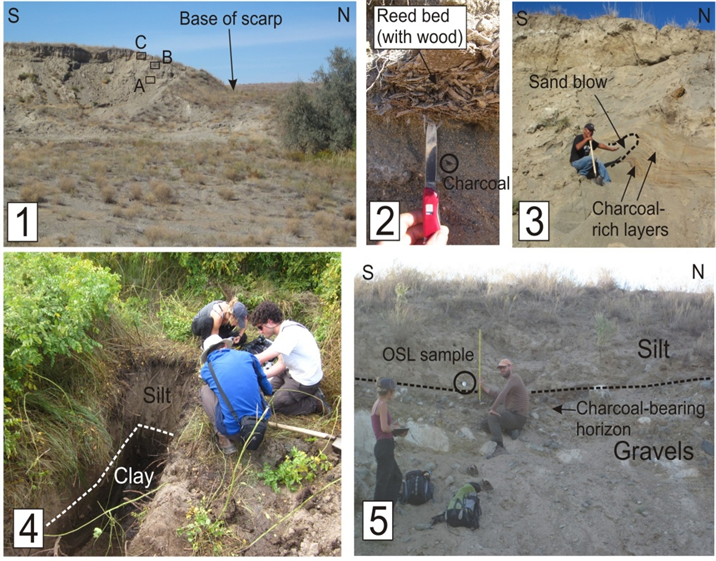 S
Base of scarp
N
C
B
A
1
Reed bed
(with wood)
Charcoal
2
S
N
Sand blow
Charcoal-
rich layers
3
Silt
Clay
4
S
N
OSL sample
Silt
Charcoal-bearing
horizon
Gravels
5